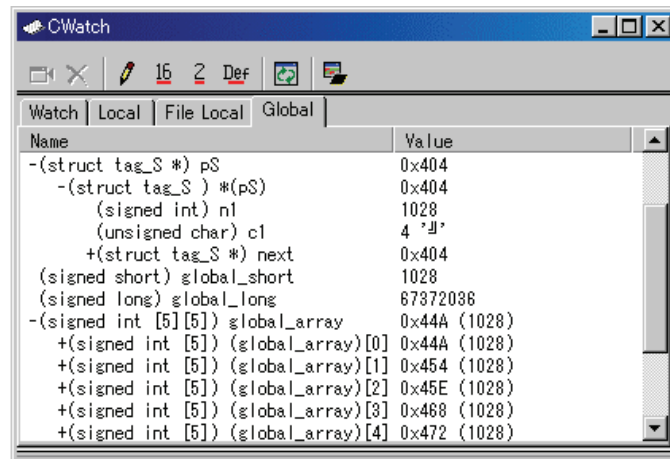 CWatch
16 2 Def
Watch Local File Local Global
Name Value
-(struct tag_S *) pS 0x404
-(struct tag_S ) *(pS) 0x404
(signed int) n1 1028
(unsigned char) c1 4 '┘'
+(struct tag_S *) next 0x404
(signed short) global_short 1028
(signed long) global_long 67372036
-(signed int [5][5]) global_array 0x44A (1028)
+(signed int [5]) (global_array)[0] 0x44A (1028)
+(signed int [5]) (global_array)[1] 0x454 (1028)
+(signed int [5]) (global_array)[2] 0x45E (1028)
+(signed int [5]) (global_array)[3] 0x468 (1028)
+(signed int [5]) (global_array)[4] 0x472 (1028)